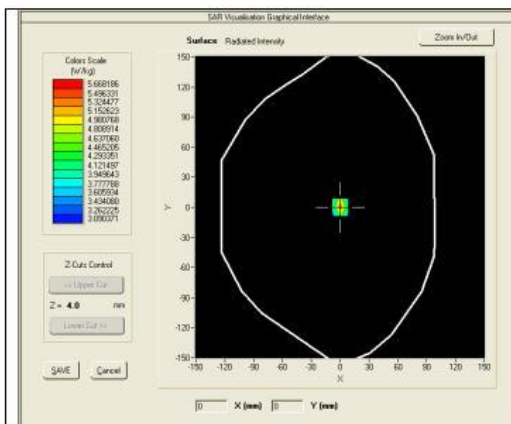 SAR Visualisation Graphical Interface
Surface Radiated Intensity
Zoom In/Out
Colors Scale
(W/kg)
5.668186
5.496331
5.324477
5.152623
4.980768
4.808914
4.637060
4.465205
4.293351
4.121497
3.949643
3.777788
3.605934
3.434080
3.262225
3.090371
Z-Cuts Control
<< Upper Cut
Z = 4.0 mm
Lower Cut >>
SAVE Cancel
150
120
90
60
30
0
-30
-60
-90
-120
-150
Y
-150 -120 -90 -60 -30 0 30 60 90 120 150
X
0 X (mm) 0 Y (mm)